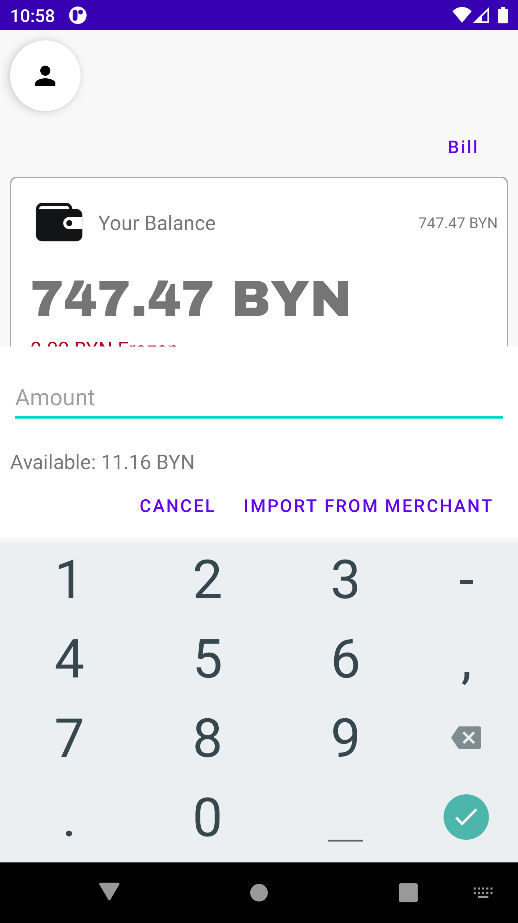 10:58
Bill
Your Balance
747.47 BYN
747.47 BYN
Amount
Available: 11.16 BYN
CANCEL
IMPORT FROM MERCHANT
1 2 3 -
4 5 6 ,
7 8 9
. 0 _